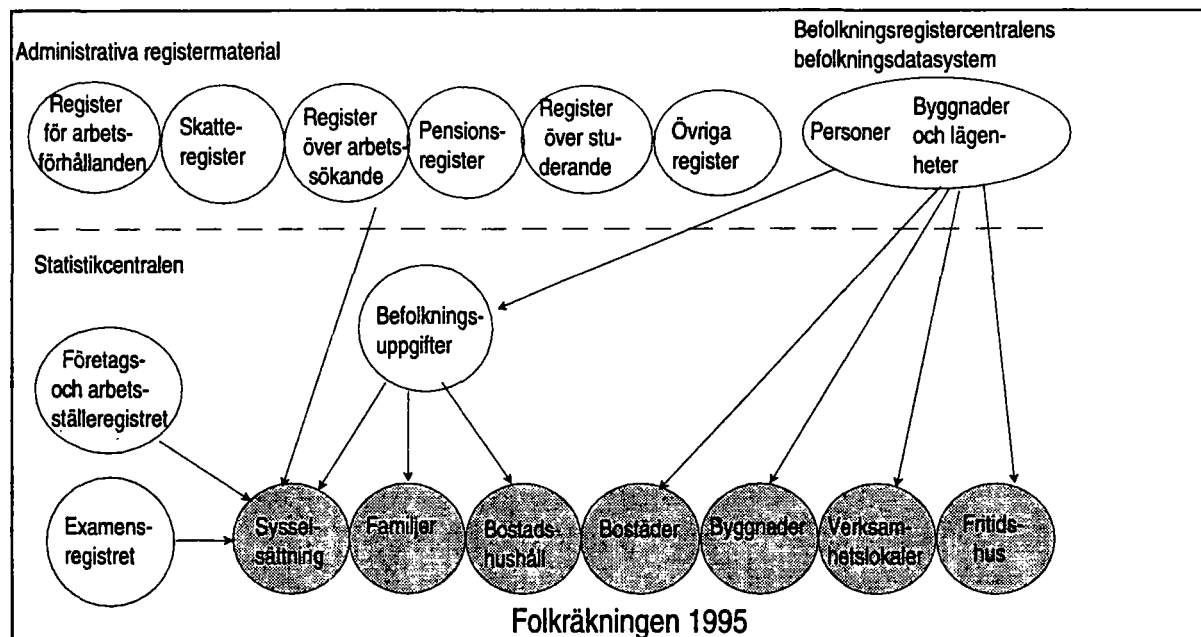 Administrativa registermaterial
Befolkningsregistercentralens
befolkningsdatasystem
Register
för arbets-
förhållanden
Skatte-
register
Register
över arbets-
sökande
Pensions-
register
Register
över stu-
derande
Övriga
register
Personer
Byggnader
och lägen-
heter
Statistikcentralen
Befolknings-
uppgifter
Företags-
och arbets-
ställeregistret
Examens-
registret
Syssel-
sättning
Familjer
Bostads-
hushåll
Bostäder
Byggneder
Verksam-
hetslokaler
Fritids-
hus
Folkräkningen 1995